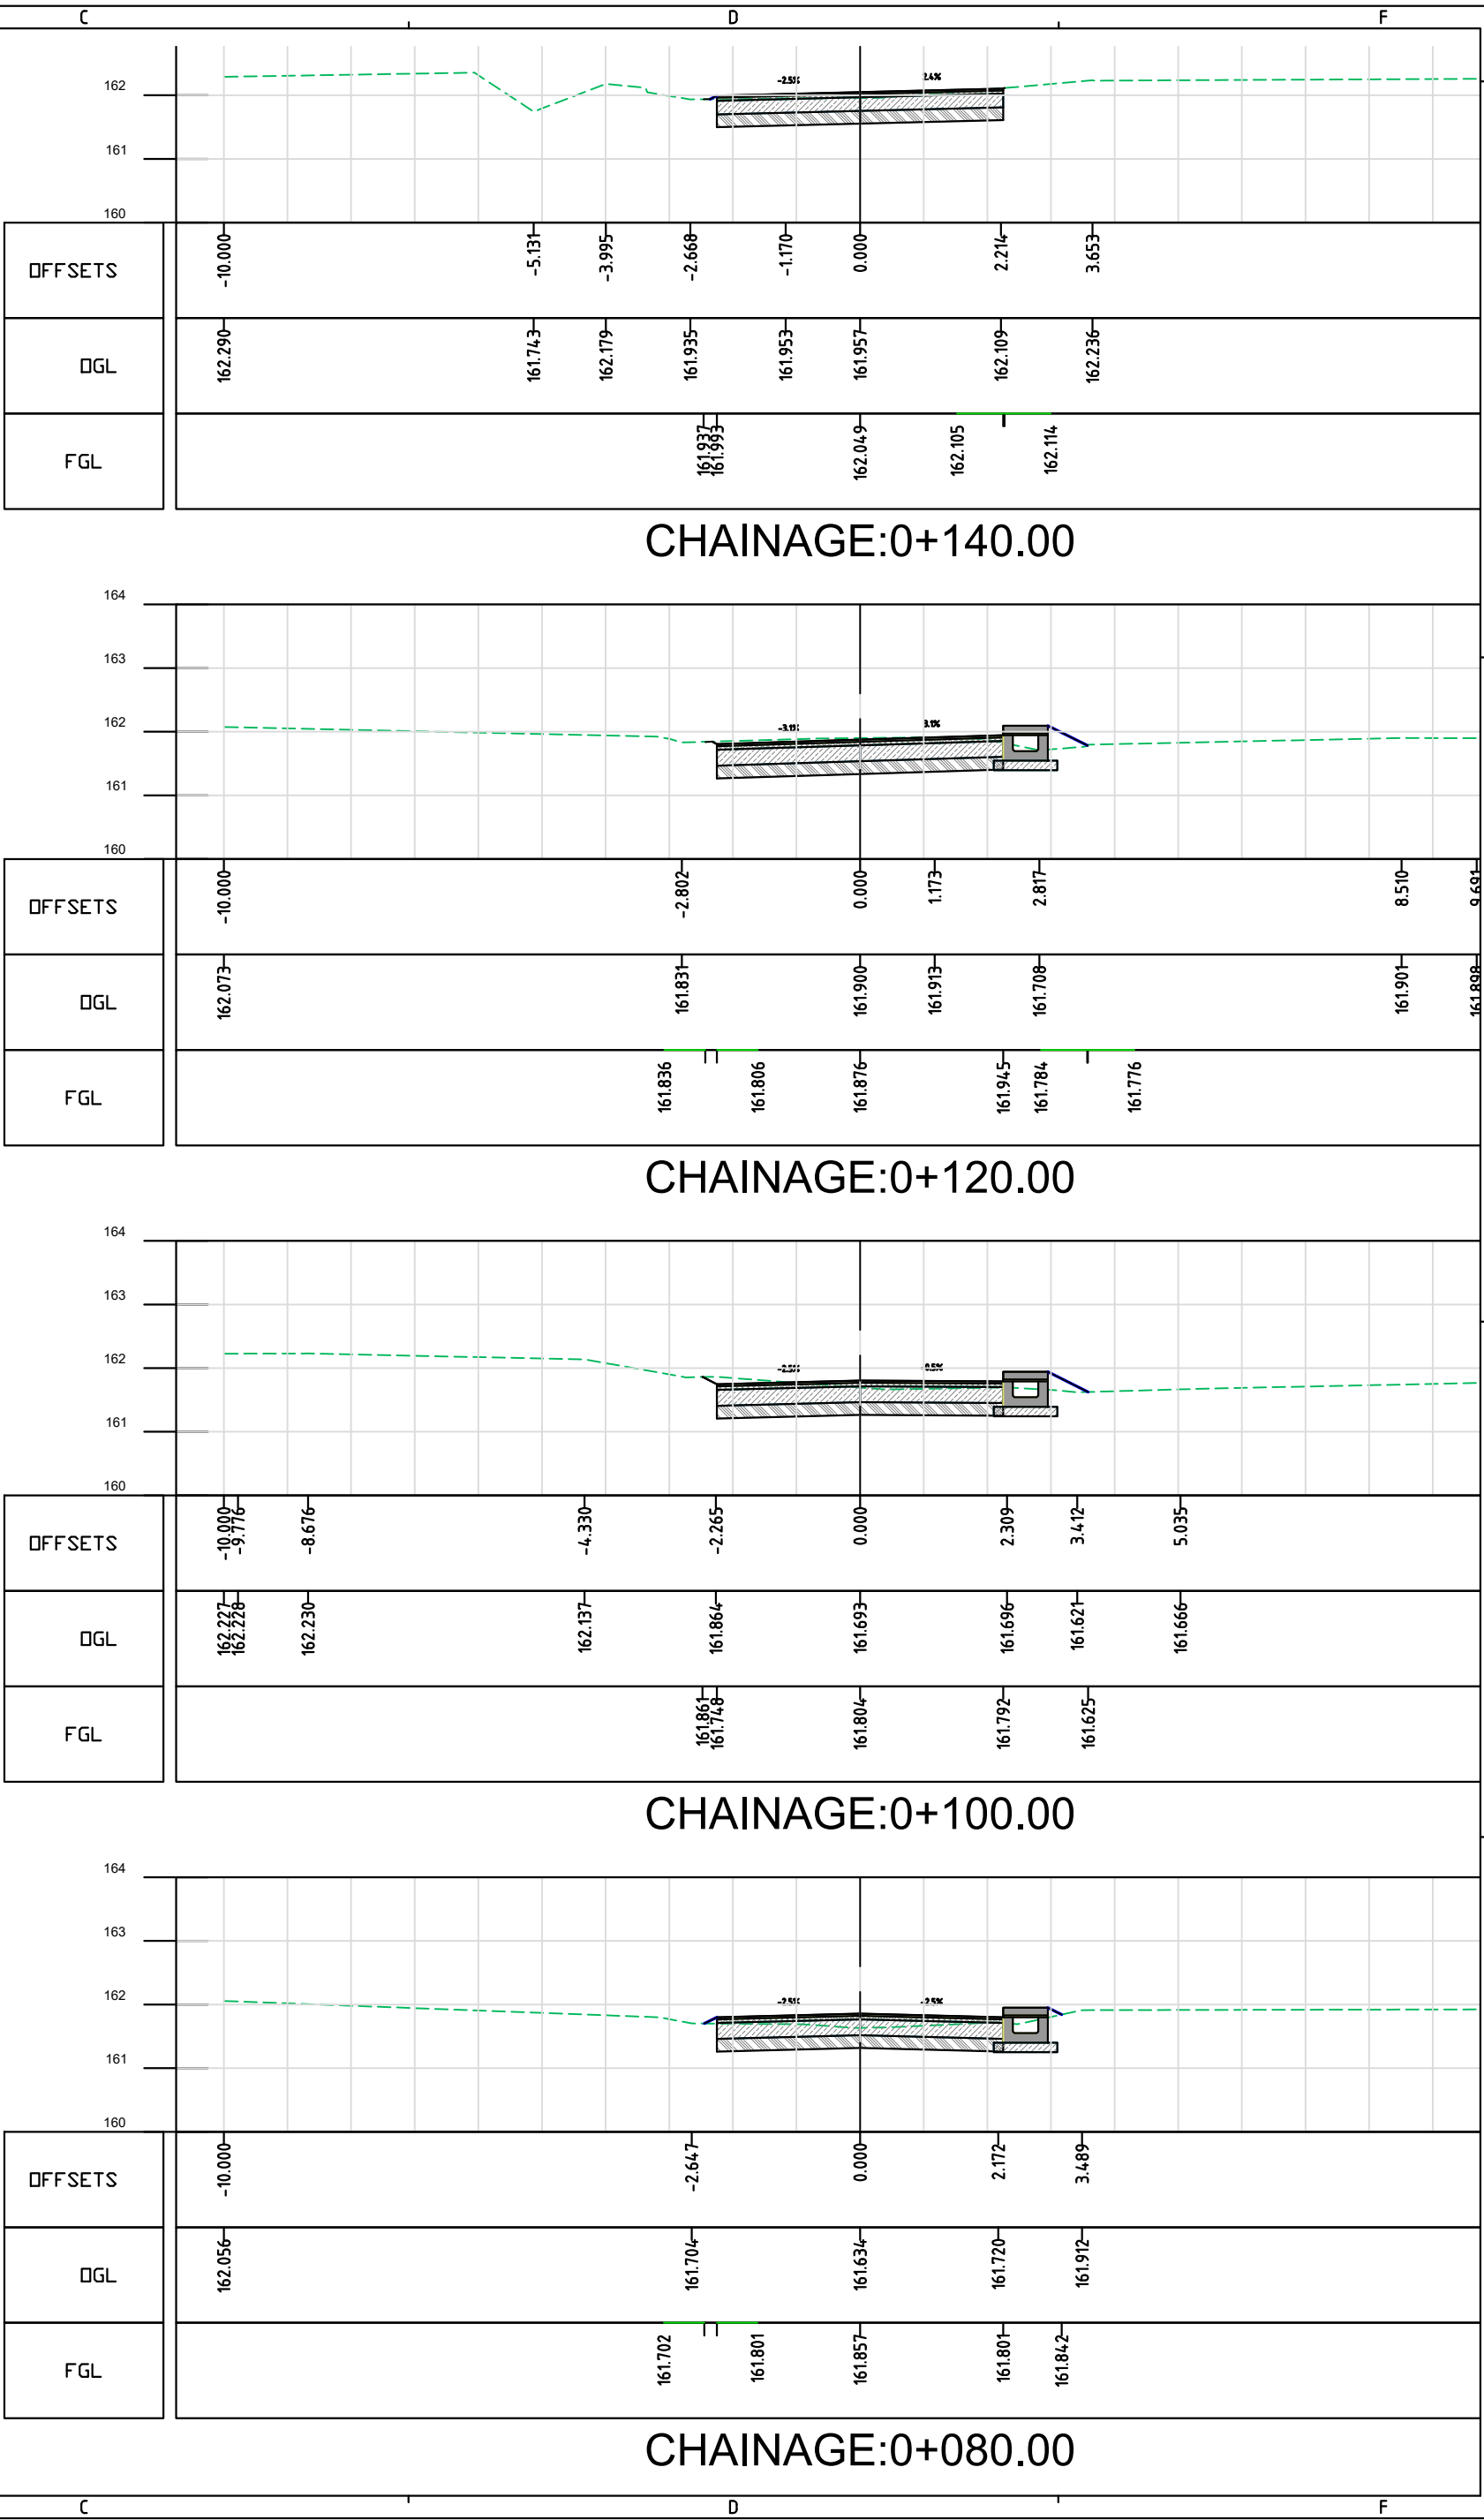 C D F
-2.5% 2.4%
162
161
160
OFFSETS -10.000 -5.131 -3.995 -2.668 -1.170 0.000 2.214 3.653
OGL 162.290 161.743 162.179 161.935 161.953 161.957 162.109 162.236
FGL 161.937 161.993 162.049 162.105 162.114
CHAINAGE:0+140.00
164
163
162 -3.1% 3.1%
161
160
OFFSETS -10.000 -2.802 0.000 1.173 2.817 8.510 9.691
OGL 162.073 161.831 161.900 161.913 161.708 161.901 161.898
FGL 161.836 161.806 161.876 161.945 161.784 161.776
CHAINAGE:0+120.00
164
163
162 -2.5% -0.5%
161
160
OFFSETS -10.000 -9.776 -8.676 -4.330 -2.265 0.000 2.309 3.412 5.035
OGL 162.227 162.228 162.230 162.137 161.864 161.693 161.696 161.621 161.666
FGL 161.861 161.748 161.804 161.792 161.625
CHAINAGE:0+100.00
164
163
162 -2.5% -2.5%
161
160
OFFSETS -10.000 -2.647 0.000 2.172 3.489
OGL 162.056 161.704 161.634 161.720 161.912
FGL 161.702 161.801 161.857 161.801 161.842
CHAINAGE:0+080.00
C D F